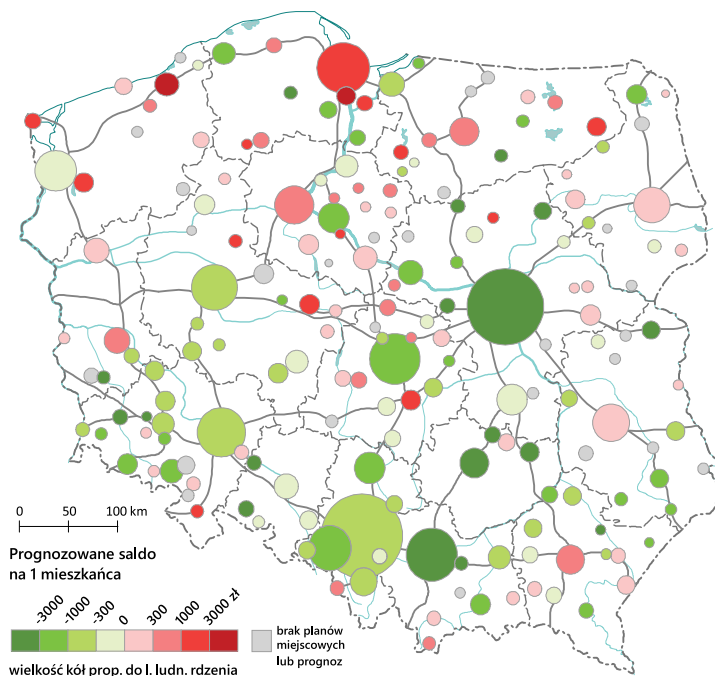 0 50 100 km
Prognozowane saldo
na 1 mieszkańca
-3000 -1000 -300 0 300 1000 3000 zł
brak planów
miejscowych
lub prognoz
wielkość kół prop. do l. ludn. rdzenia